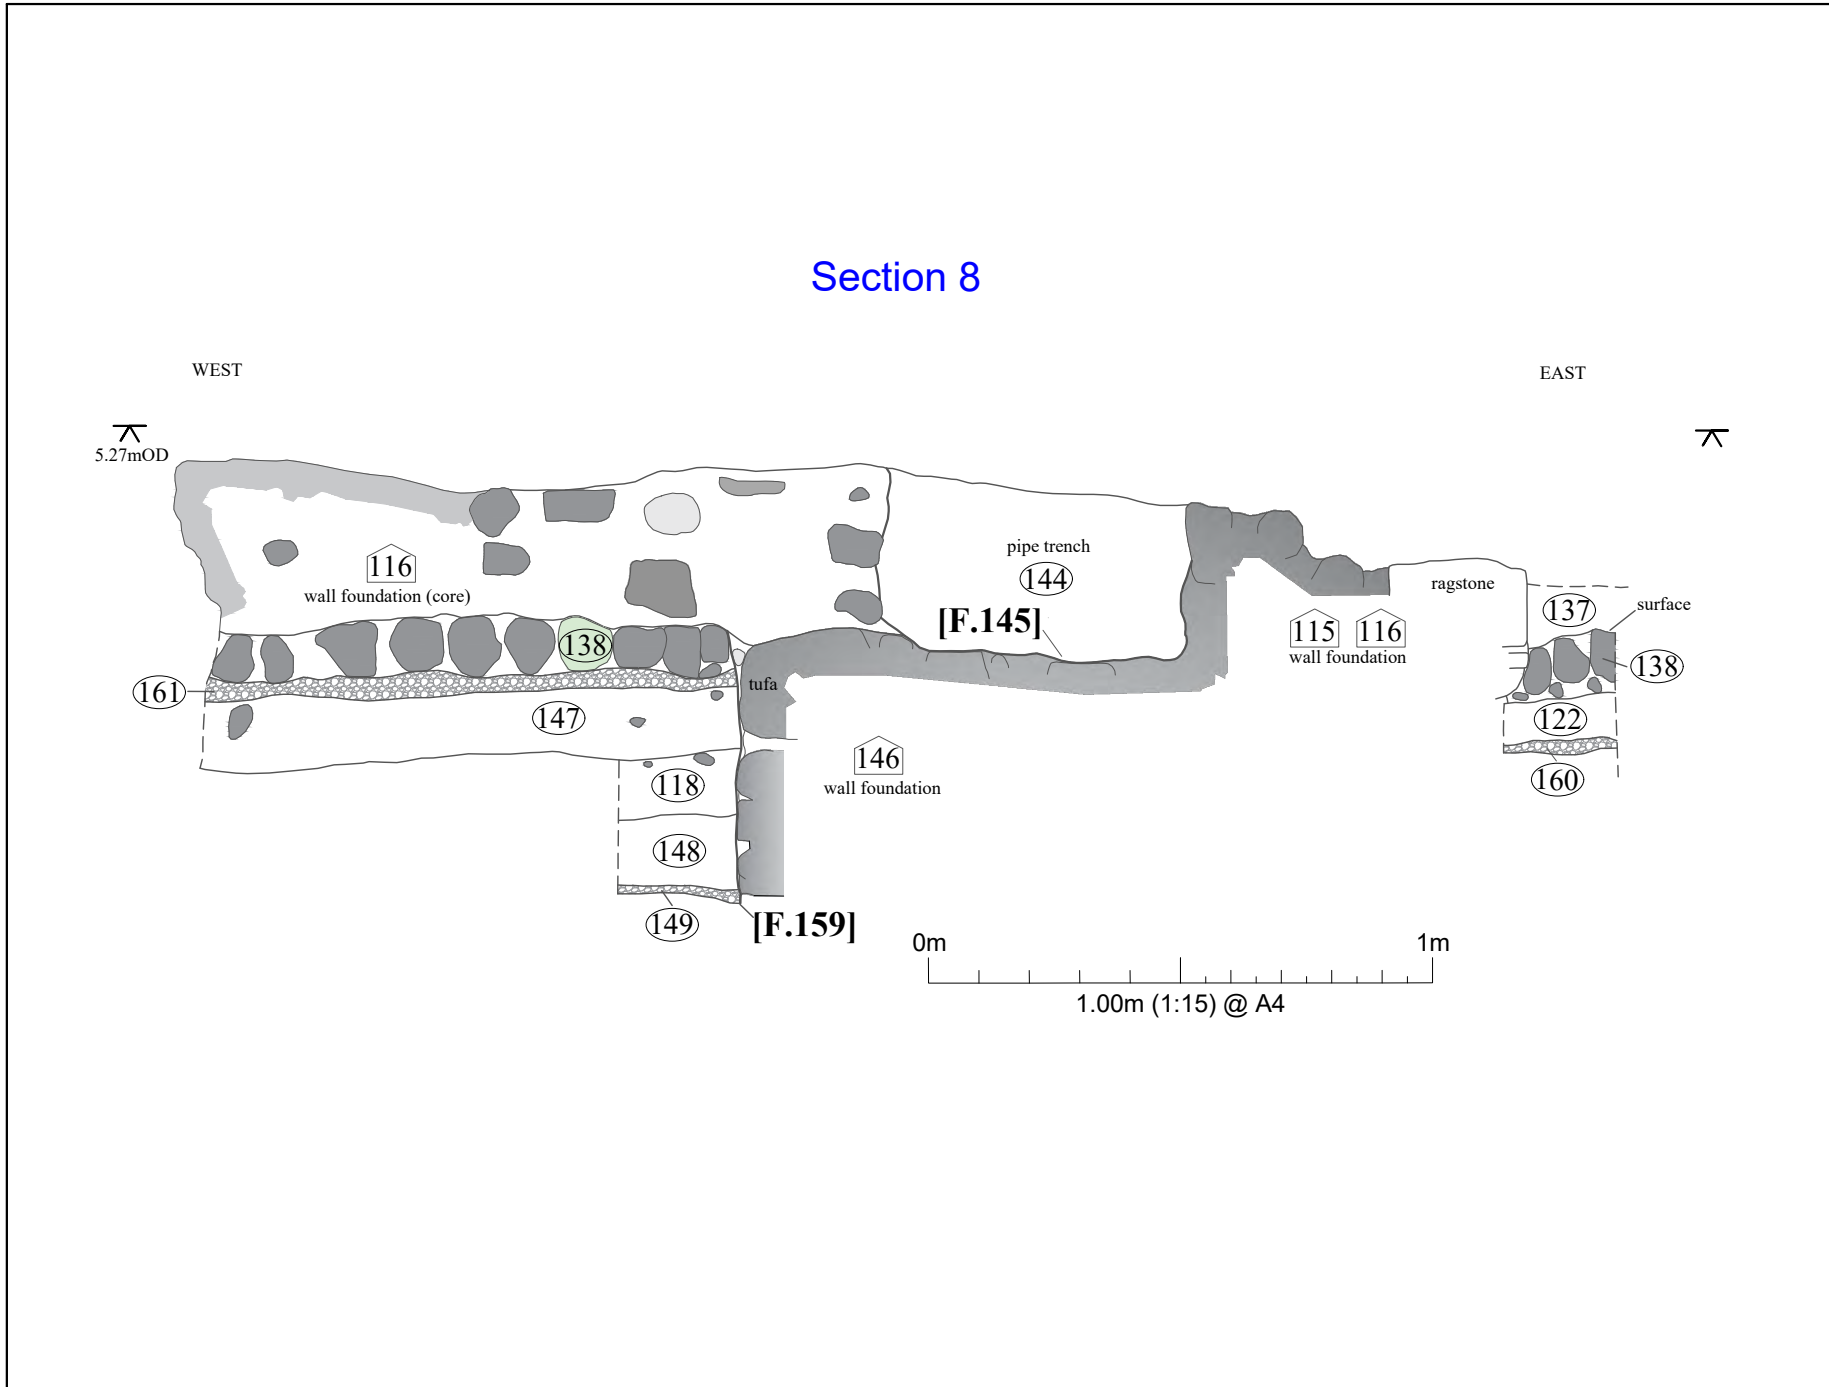 Section 8
WEST
EAST
5.27mOD
116
wall foundation (core)
pipe trench
144
[F.145]
ragstone
137
surface
115
116
wall foundation
138
138
161
tufa
147
122
146
wall foundation
160
118
148
149
[F.159]
0m
1m
1.00m (1:15) @ A4